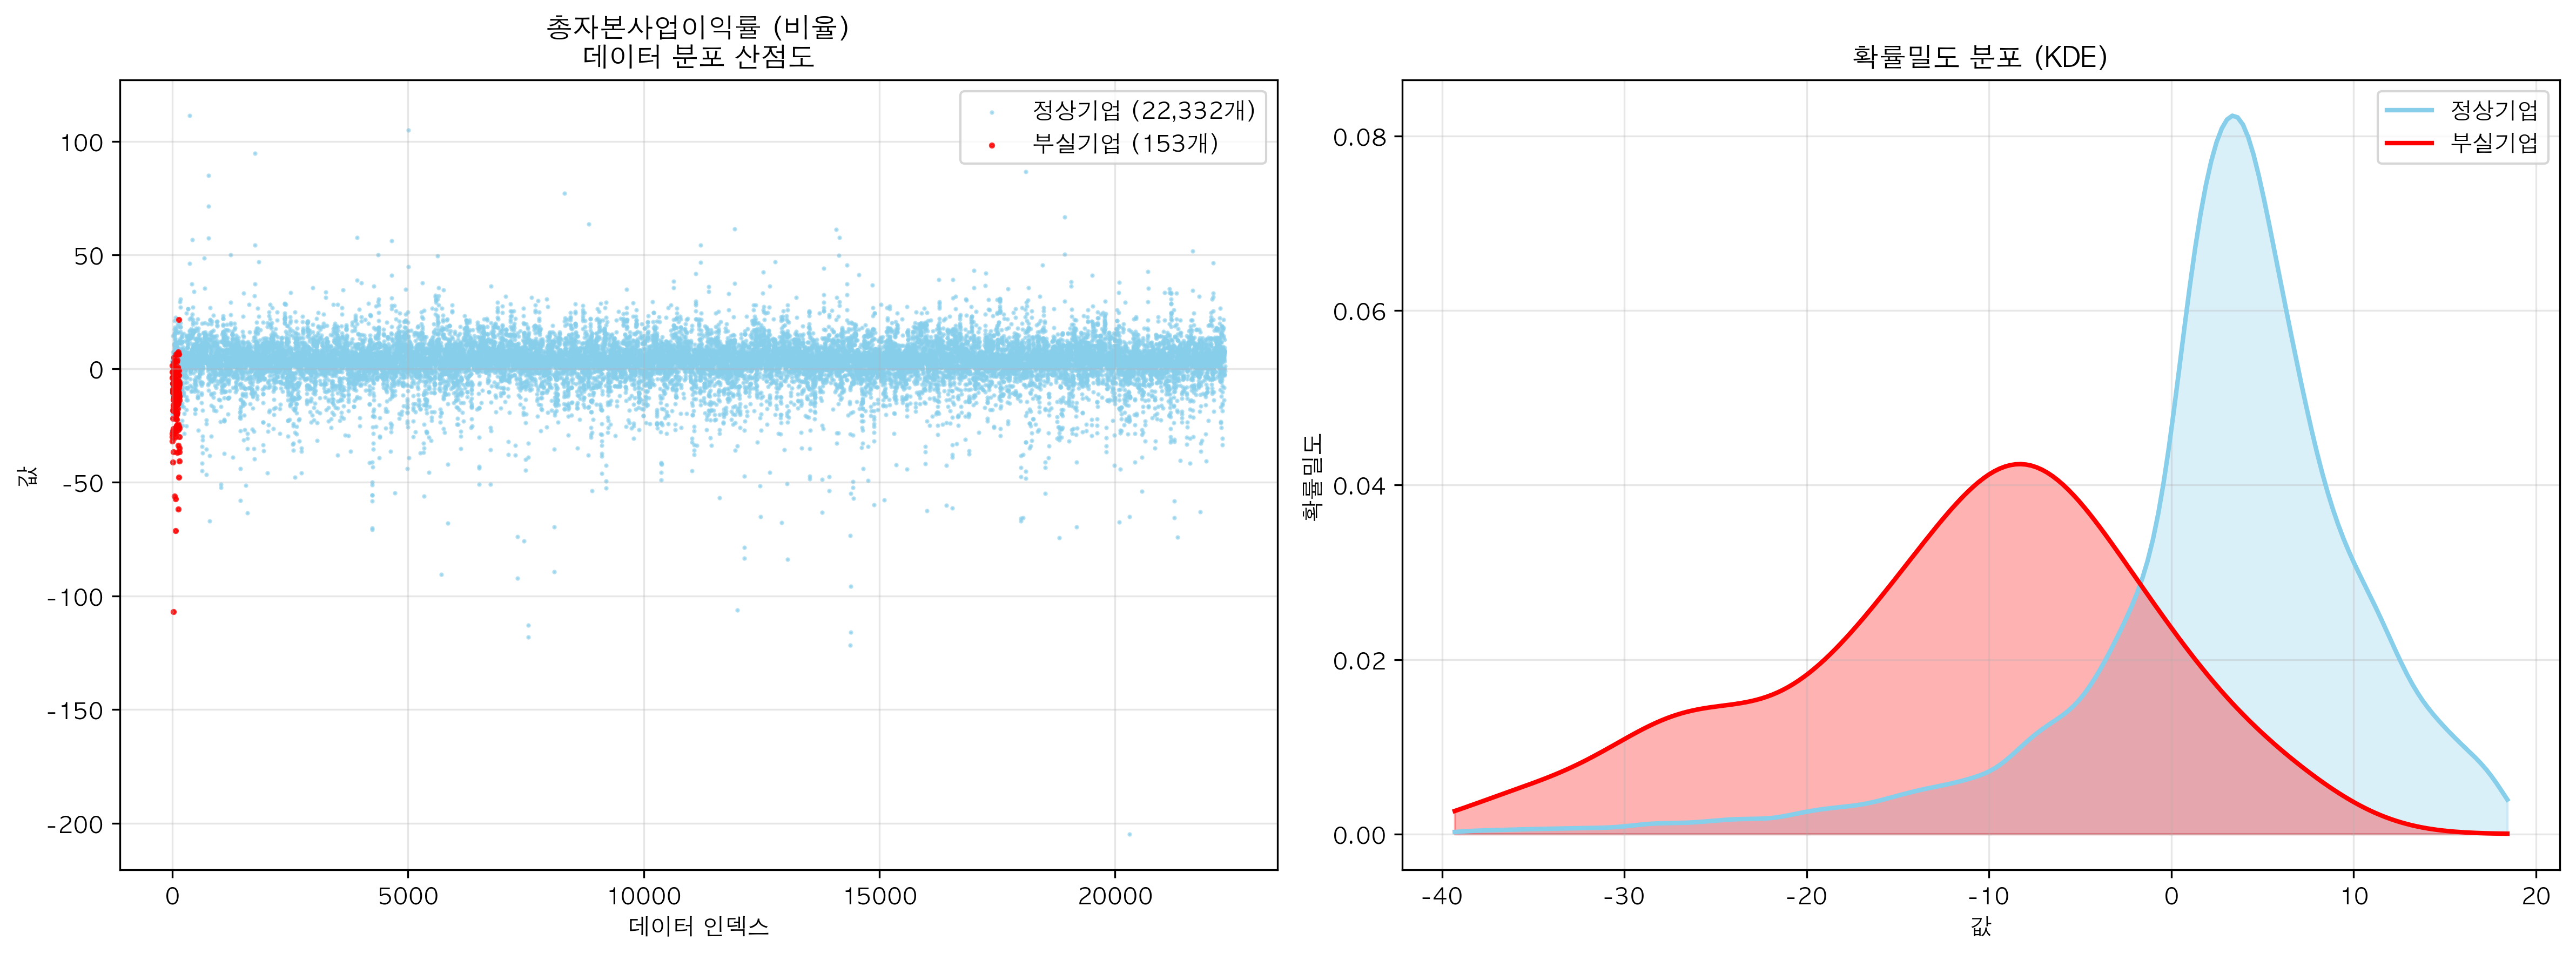 총자본사업이익률 (비율)
데이터 분포 산점도
정상기업 (22,332개)
부실기업 (153개)
100
50
0
-50
-100
-150
-200
값
0
5000
10000
15000
20000
데이터 인덱스
확률밀도 분포 (KDE)
정상기업
부실기업
0.08
0.06
0.04
0.02
0.00
확률밀도
-40
-30
-20
-10
0
10
20
값